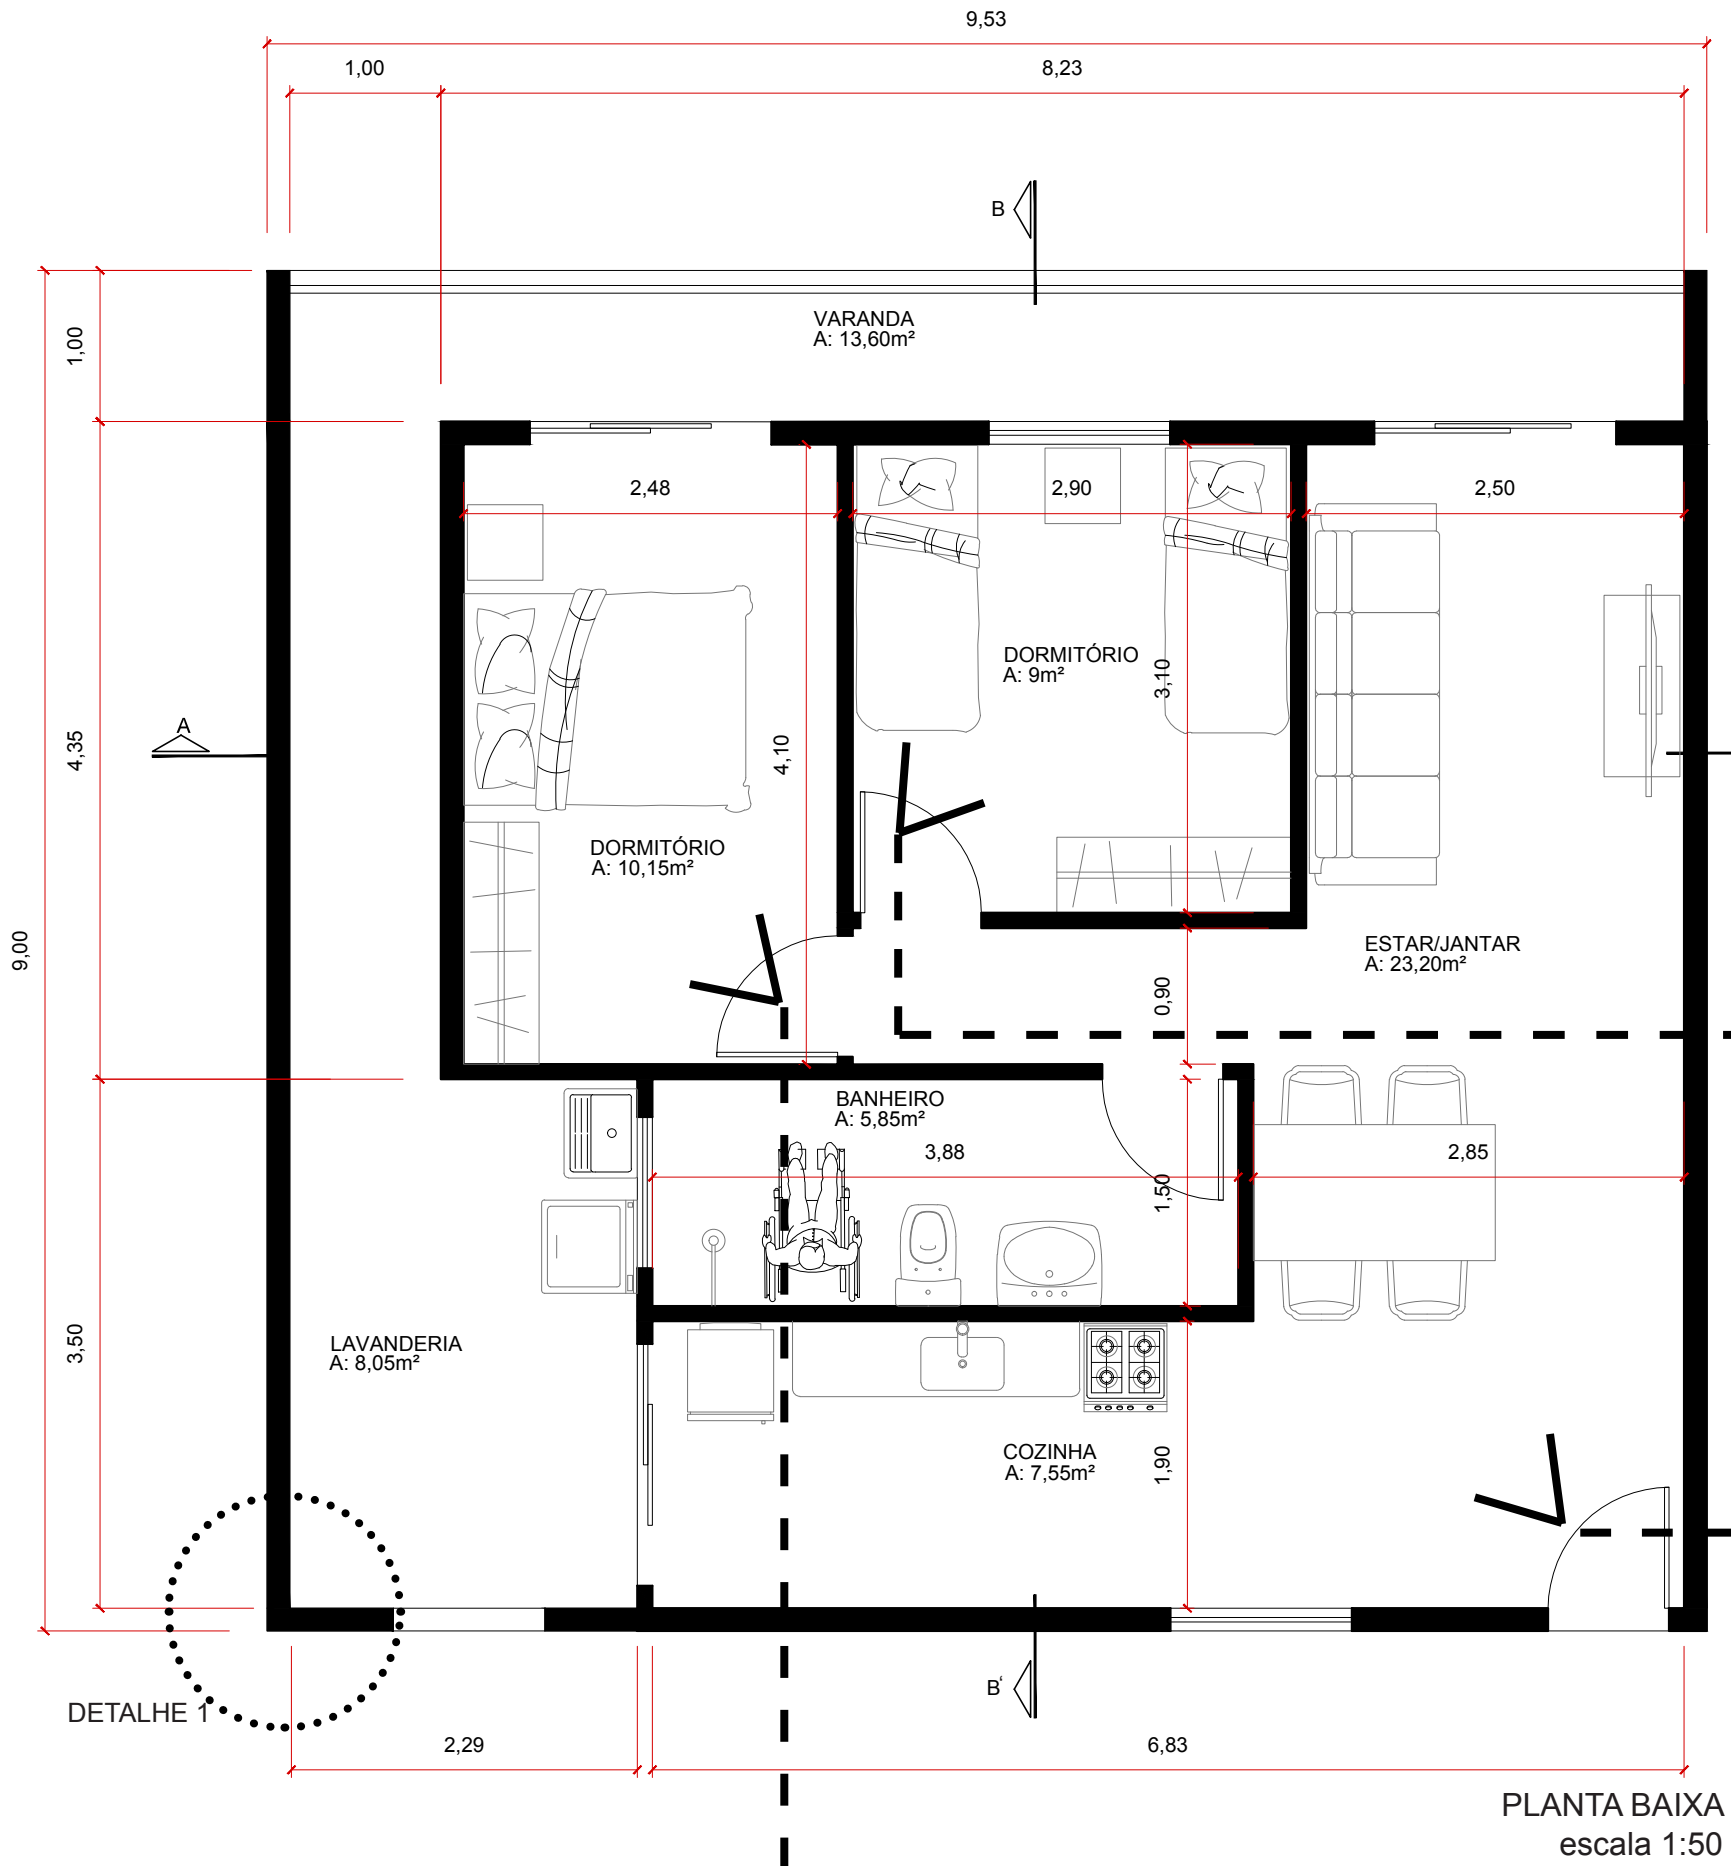 9,53
1,00
8,23
B
VARANDA
A: 13,60m²
1,00
2,48
2,90
2,50
DORMITÓRIO
A: 9m²
3,10
A
4,35
4,10
DORMITÓRIO
A: 10,15m²
9,00
ESTAR/JANTAR
A: 23,20m²
0,90
BANHEIRO
A: 5,85m²
3,88
2,85
1,50
3,50
LAVANDERIA
A: 8,05m²
COZINHA
A: 7,55m²
1,90
B‘
DETALHE 1
2,29
6,83
PLANTA BAIXA
escala 1:50